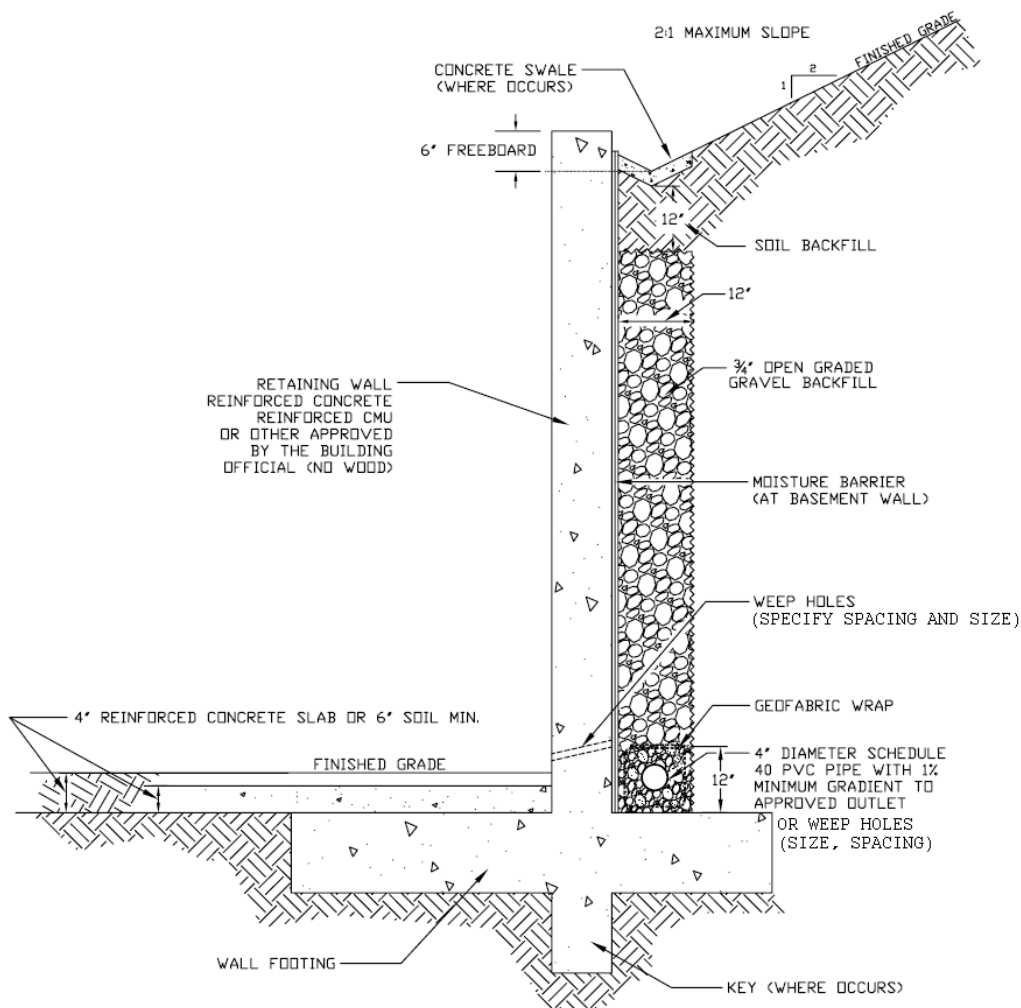 2:1 MAXIMUM SLOPE
FINISHED GRADE
2
1
CONCRETE SWALE
(WHERE OCCURS)
6" FREEBOARD
12"
SOIL BACKFILL
12"
¾" OPEN GRADED
GRAVEL BACKFILL
RETAINING WALL
REINFORCED CONCRETE
REINFORCED CMU
OR OTHER APPROVED
BY THE BUILDING
OFFICIAL (NO WOOD)
MOISTURE BARRIER
(AT BASEMENT WALL)
WEEP HOLES
(SPECIFY SPACING AND SIZE)
GEOFABRIC WRAP
4" REINFORCED CONCRETE SLAB OR 6" SOIL MIN.
FINISHED GRADE
12"
4" DIAMETER SCHEDULE
40 PVC PIPE WITH 1%
MINIMUM GRADIENT TO
APPROVED OUTLET
OR WEEP HOLES
(SIZE, SPACING)
WALL FOOTING
KEY (WHERE OCCURS)